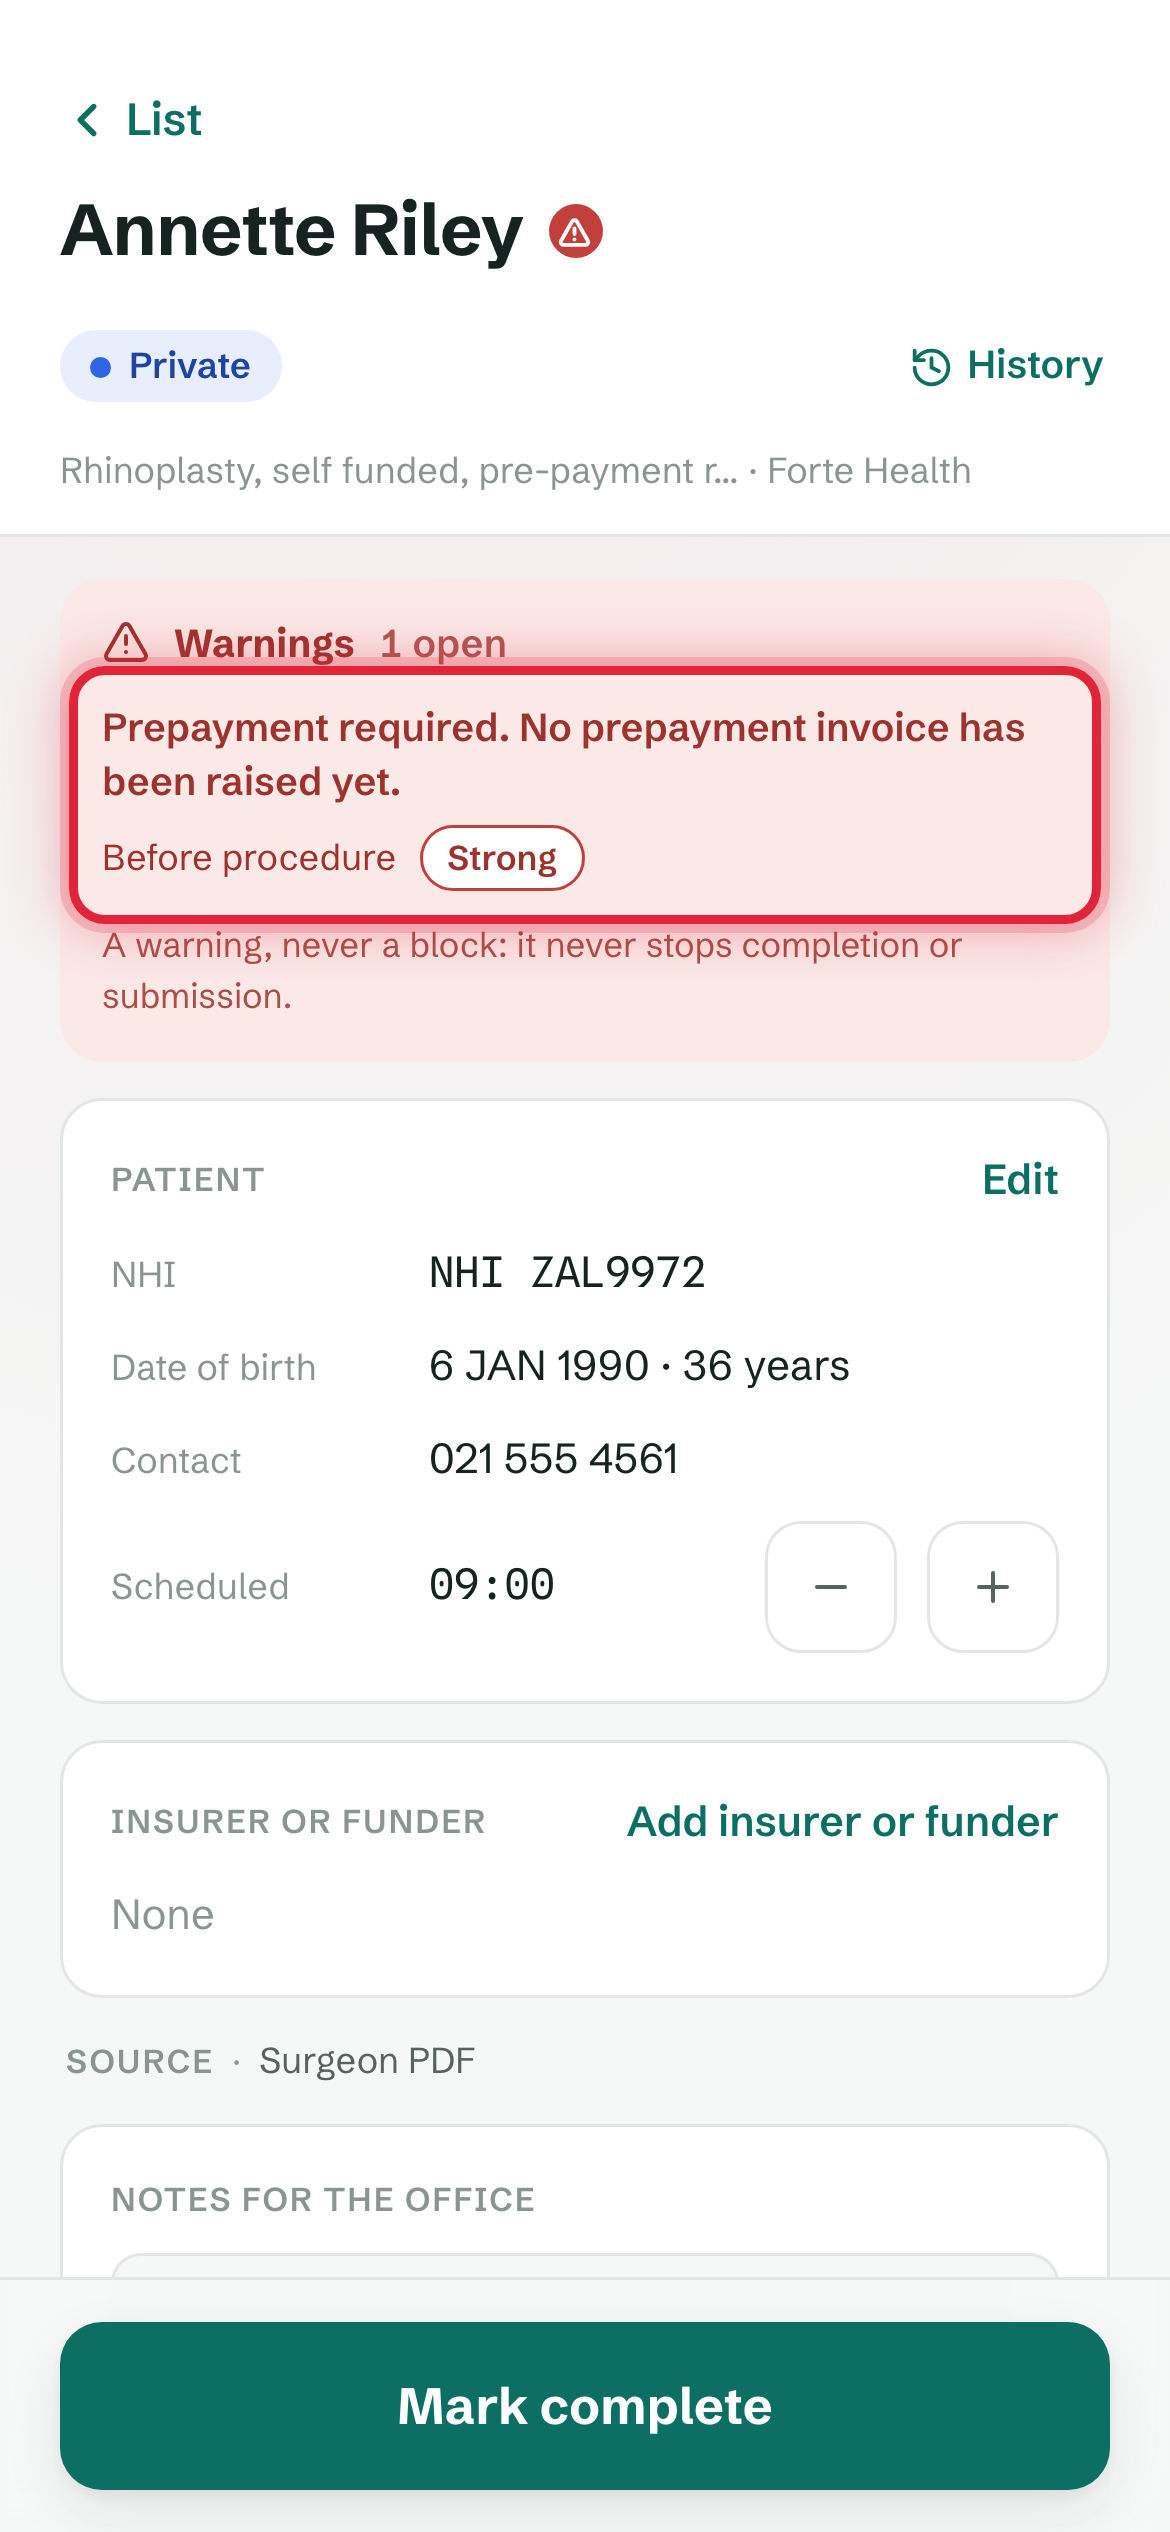 List
Annette Riley
Private
History
Rhinoplasty, self funded, pre-payment r... · Forte Health
Warnings 1 open
Prepayment required. No prepayment invoice has
been raised yet.
Before procedure Strong
A warning, never a block: it never stops completion or
submission.
PATIENT Edit
NHI NHI ZAL9972
Date of birth 6 JAN 1990 · 36 years
Contact 021 555 4561
Scheduled 09:00 − +
INSURER OR FUNDER Add insurer or funder
None
SOURCE · Surgeon PDF
NOTES FOR THE OFFICE
Mark complete